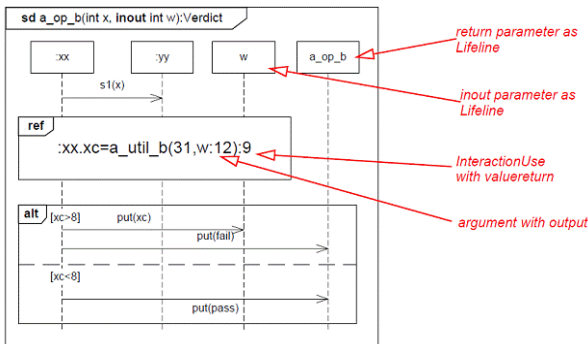 sd a_op_b(int x, inout int w):Verdict
return parameter as
Lifeline
:xx
:yy
w
a_op_b
s1(x)
inout parameter as
Lifeline
ref
:xx.xc=a_util_b(31,w:12):9
InteractionUse
with valuereturn
argument with output
alt
[xc>8]
put(xc)
put(fail)
[xc<8]
put(pass)